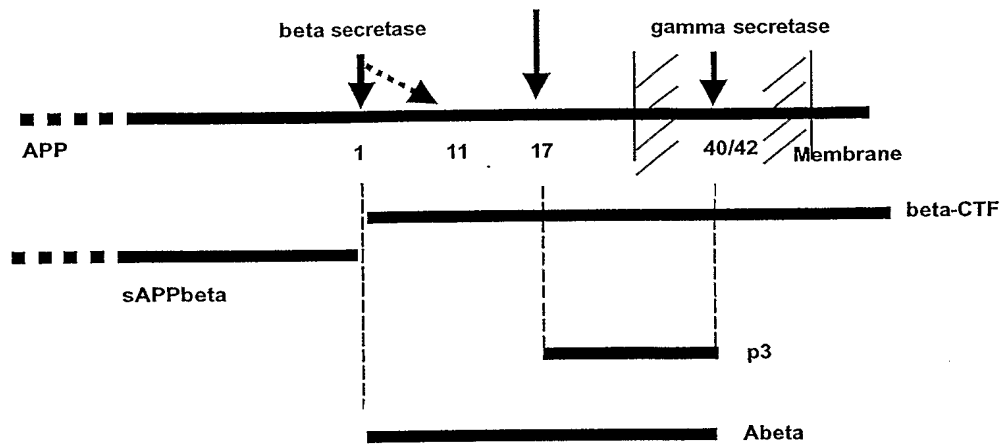 beta secretase
gamma secretase
APP
1
11
17
40/42
Membrane
beta-CTF
sAPPbeta
p3
Abeta